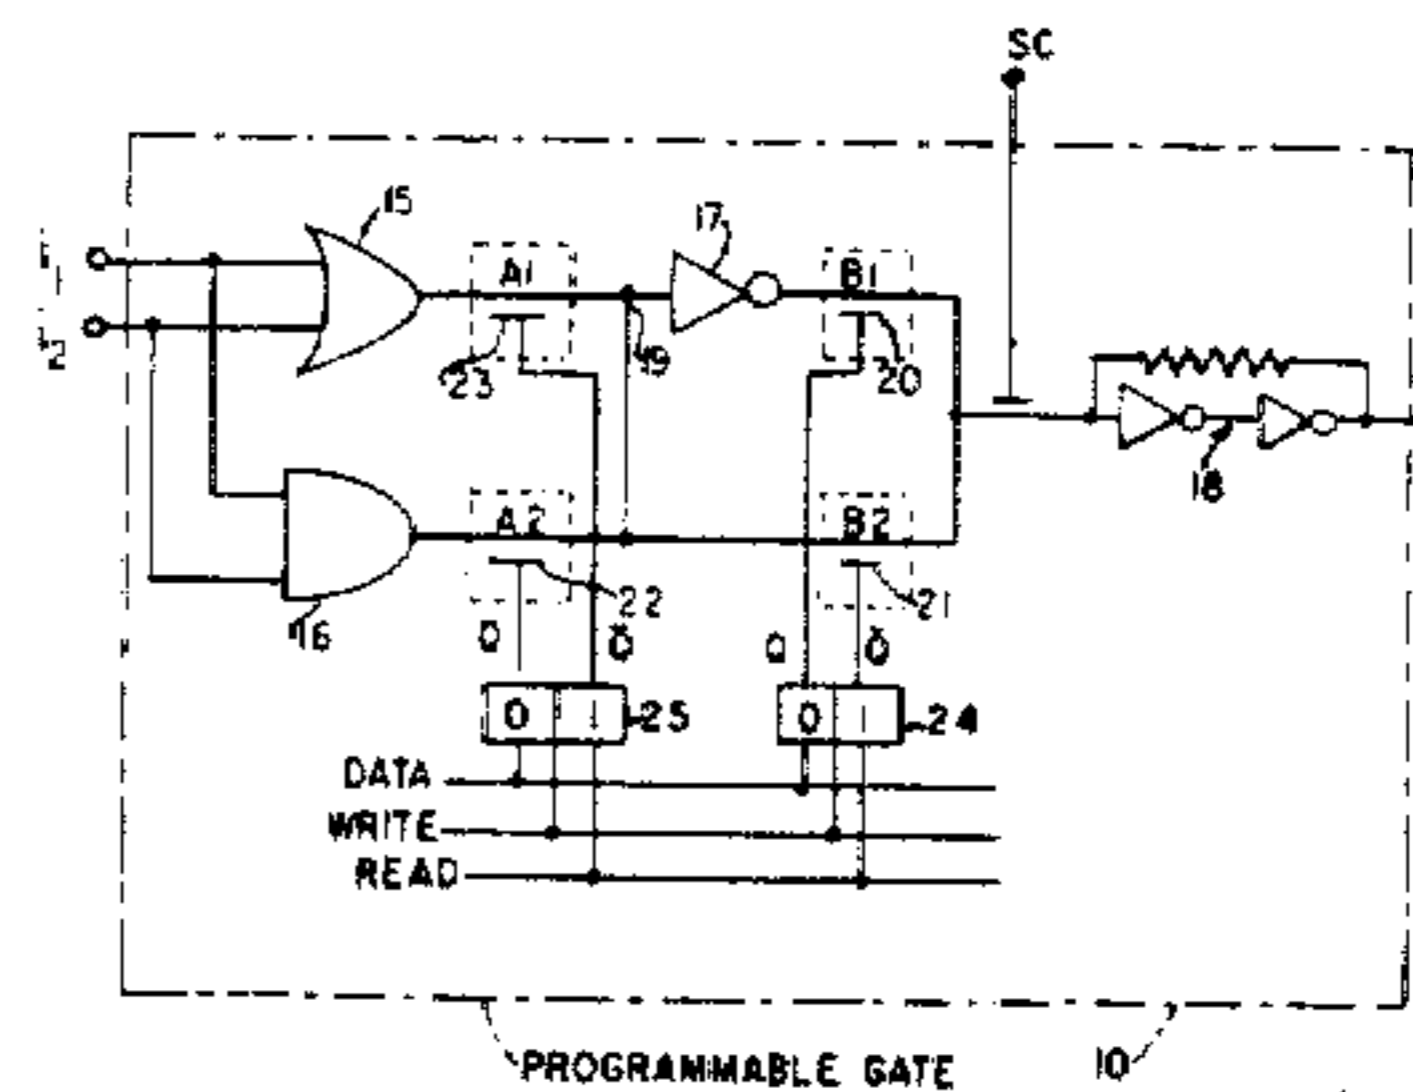 SC
15
17
I1
A1
B1
I2
23
19
20
18
A2
B2
16
22
21
Q
Q̄
Q
Q̄
0
1
25
0
1
24
DATA
WRITE
READ
PROGRAMMABLE GATE
10